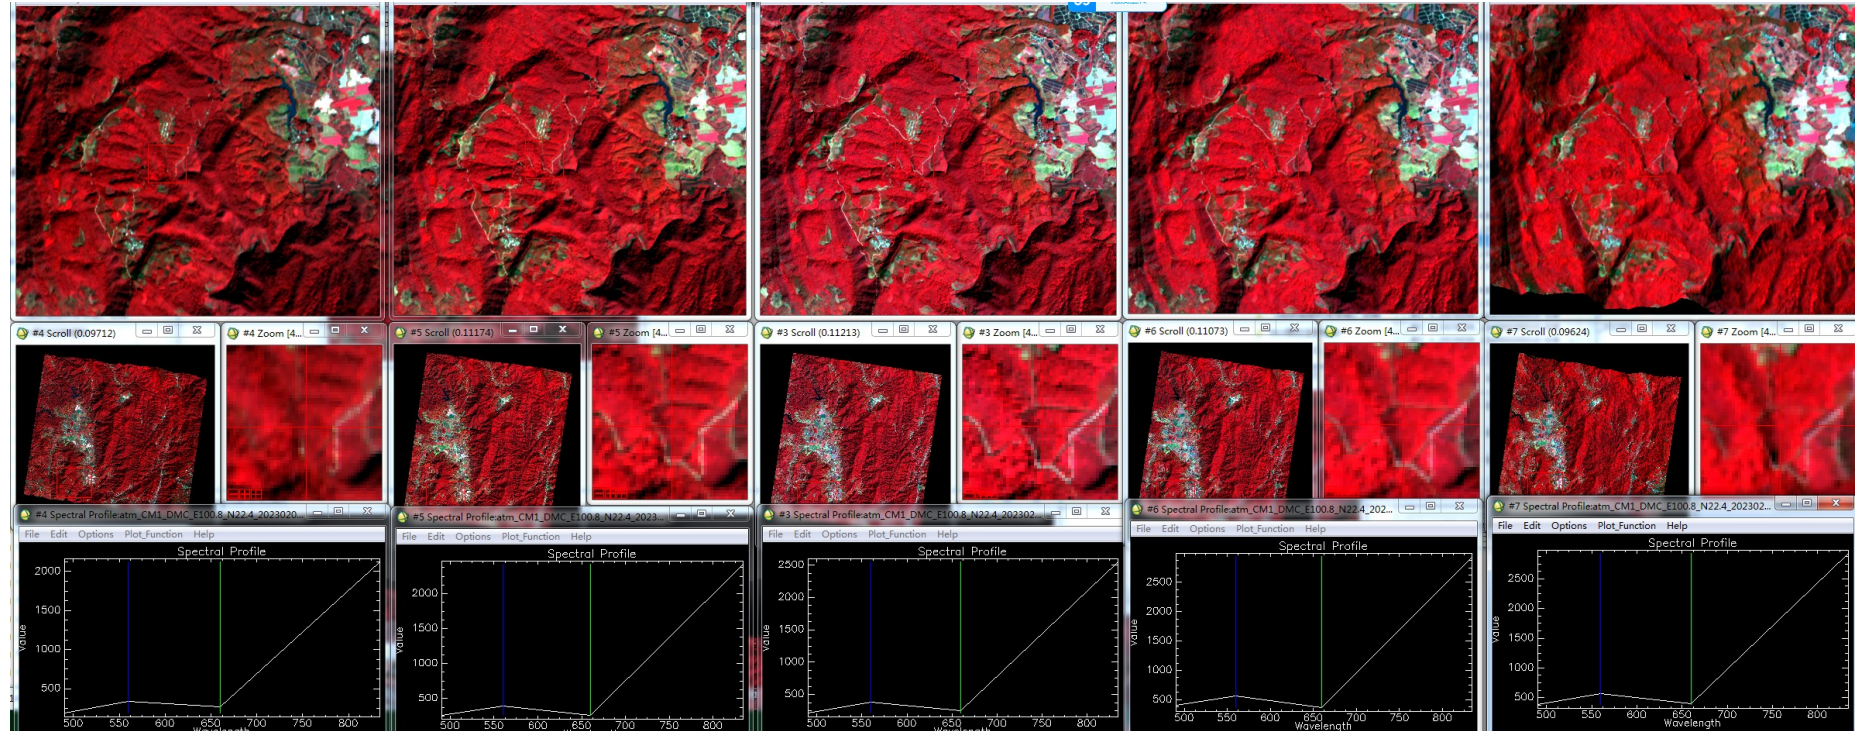 #4 Scroll (0.09712)
#4 Zoom [4...
#5 Scroll (0.11174)
#5 Zoom [4...
#3 Scroll (0.11213)
#3 Zoom [4...
#6 Scroll (0.11073)
#6 Zoom [4...
#7 Scroll (0.09624)
#7 Zoom [4...
#4 Spectral Profile:atm_CM1_DMC_E100.8_N22.4_2023020...
File Edit Options Plot_Function Help
Spectral Profile
2000
1500
1000
500
Value
500 550 600 650 700 750 800
Wavelength
#5 Spectral Profile:atm_CM1_DMC_E100.8_N22.4_2023...
File Edit Options Plot_Function Help
Spectral Profile
2000
1500
1000
500
Value
500 550 600 650 700 750 800
Wavelength
#3 Spectral Profile:atm_CM1_DMC_E100.8_N22.4_202302...
File Edit Options Plot_Function Help
Spectral Profile
2500
2000
1500
1000
500
Value
500 550 600 650 700 750 800
Wavelength
#6 Spectral Profile:atm_CM1_DMC_E100.8_N22.4_202...
File Edit Options Plot_Function Help
Spectral Profile
2500
2000
1500
1000
500
Value
500 550 600 650 700 750 800
Wavelength
#7 Spectral Profile:atm_CM1_DMC_E100.8_N22.4_202302...
File Edit Options Plot_Function Help
Spectral Profile
2500
2000
1500
1000
500
Value
500 550 600 650 700 750 800
Wavelength